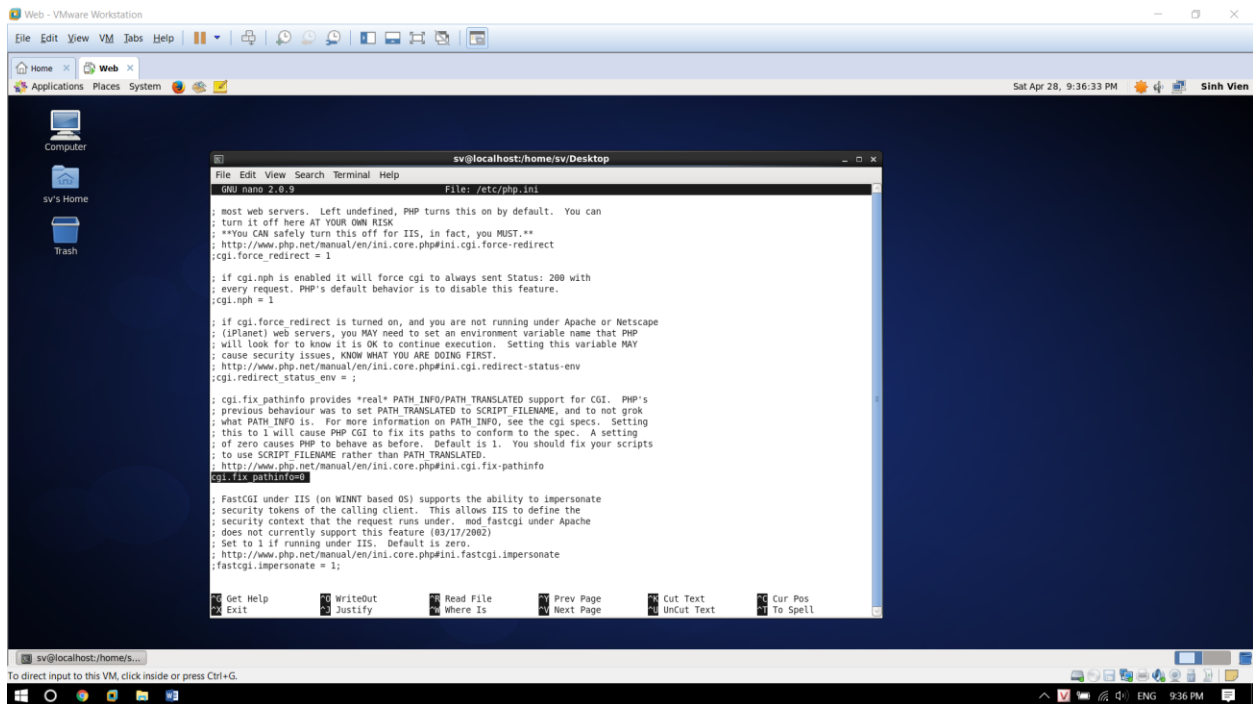 Web - VMware Workstation
File Edit View VM Tabs Help
Home Web
Applications Places System Sat Apr 28, 9:36:33 PM Sinh Vien
Computer
sv's Home
Trash
sv@localhost:/home/sv/Desktop
File Edit View Search Terminal Help
GNU nano 2.0.9 File: /etc/php.ini
; most web servers. Left undefined, PHP turns this on by default. You can
; turn it off here AT YOUR OWN RISK
; **You CAN safely turn this off for IIS, in fact, you MUST.**
; http://www.php.net/manual/en/ini.core.php#ini.cgi.force-redirect
;cgi.force_redirect = 1
; if cgi.nph is enabled it will force cgi to always sent Status: 200 with
; every request. PHP's default behavior is to disable this feature.
;cgi.nph = 1
; if cgi.force_redirect is turned on, and you are not running under Apache or Netscape
; (iPlanet) web servers, you MAY need to set an environment variable name that PHP
; will look for to know it is OK to continue execution. Setting this variable MAY
; cause security issues, KNOW WHAT YOU ARE DOING FIRST.
; http://www.php.net/manual/en/ini.core.php#ini.cgi.redirect-status-env
;cgi.redirect_status_env = ;
; cgi.fix_pathinfo provides *real* PATH_INFO/PATH_TRANSLATED support for CGI. PHP's
; previous behaviour was to set PATH_TRANSLATED to SCRIPT_FILENAME, and to not grok
; what PATH_INFO is. For more information on PATH_INFO, see the cgi specs. Setting
; this to 1 will cause PHP CGI to fix its paths to conform to the spec. A setting
; of zero causes PHP to behave as before. Default is 1. You should fix your scripts
; to use SCRIPT_FILENAME rather than PATH_TRANSLATED.
; http://www.php.net/manual/en/ini.core.php#ini.cgi.fix-pathinfo
cgi.fix_pathinfo=0
; FastCGI under IIS (on WINNT based OS) supports the ability to impersonate
; security tokens of the calling client. This allows IIS to define the
; security context that the request runs under. mod_fastcgi under Apache
; does not currently support this feature (03/17/2002)
; Set to 1 if running under IIS. Default is zero.
; http://www.php.net/manual/en/ini.core.php#ini.fastcgi.impersonate
;fastcgi.impersonate = 1;
^G Get Help ^O WriteOut ^R Read File ^Y Prev Page ^K Cut Text ^C Cur Pos
^X Exit ^J Justify ^W Where Is ^V Next Page ^U UnCut Text ^T To Spell
sv@localhost:/home/s...
To direct input to this VM, click inside or press Ctrl+G.
V ENG 9:36 PM